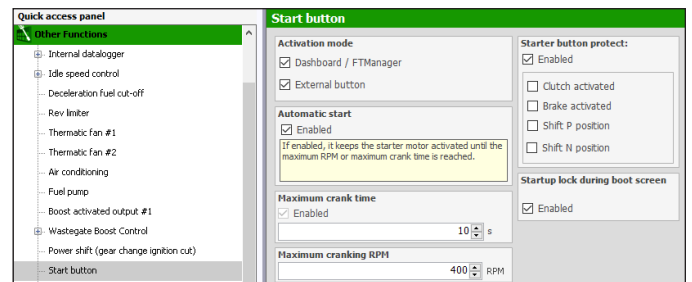 Quick access panel
Other Functions
Internal datalogger
Idle speed control
Deceleration fuel cut-off
Rev limiter
Thermatic fan #1
Thermatic fan #2
Air conditioning
Fuel pump
Boost activated output #1
Wastegate Boost Control
Power shift (gear change ignition cut)
Start button
Start button
Activation mode
Dashboard / FTManager
External button
Automatic start
Enabled
If enabled, it keeps the starter motor activated until the
maximum RPM or maximum crank time is reached.
Maximum crank time
Enabled
10 s
Maximum cranking RPM
400 RPM
Starter button protect:
Enabled
Clutch activated
Brake activated
Shift P position
Shift N position
Startup lock during boot screen
Enabled